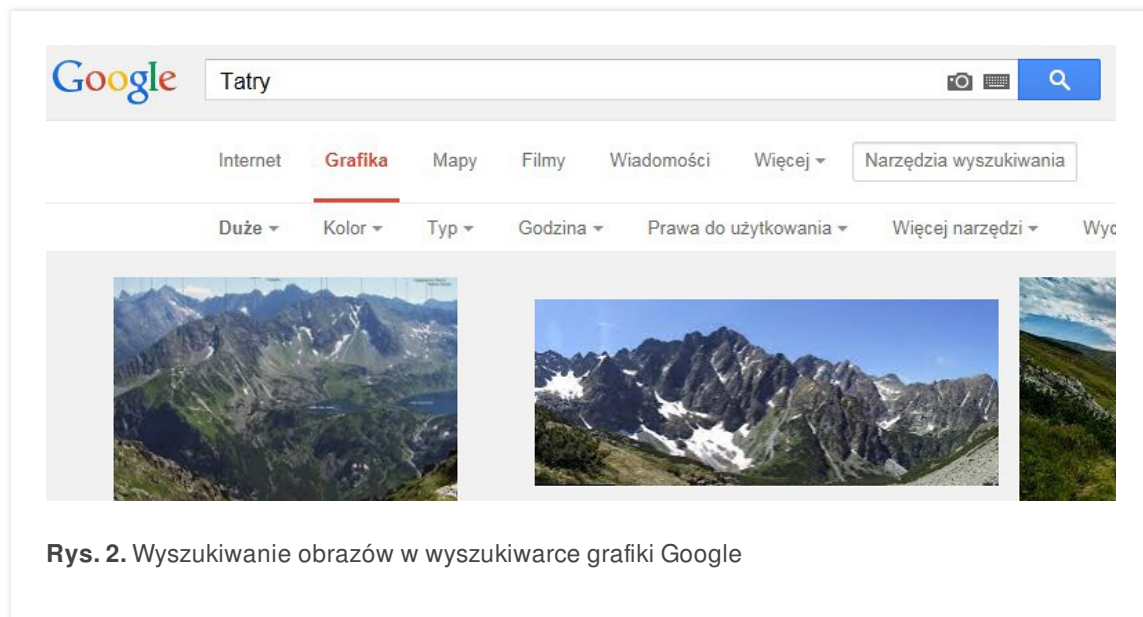 Google Tatry
Internet Grafika Mapy Filmy Wiadomości Więcej Narzędzia wyszukiwania
Duże Kolor Typ Godzina Prawa do użytkowania Więcej narzędzi Wyc
Rys. 2. Wyszukiwanie obrazów w wyszukiwarce grafiki Google